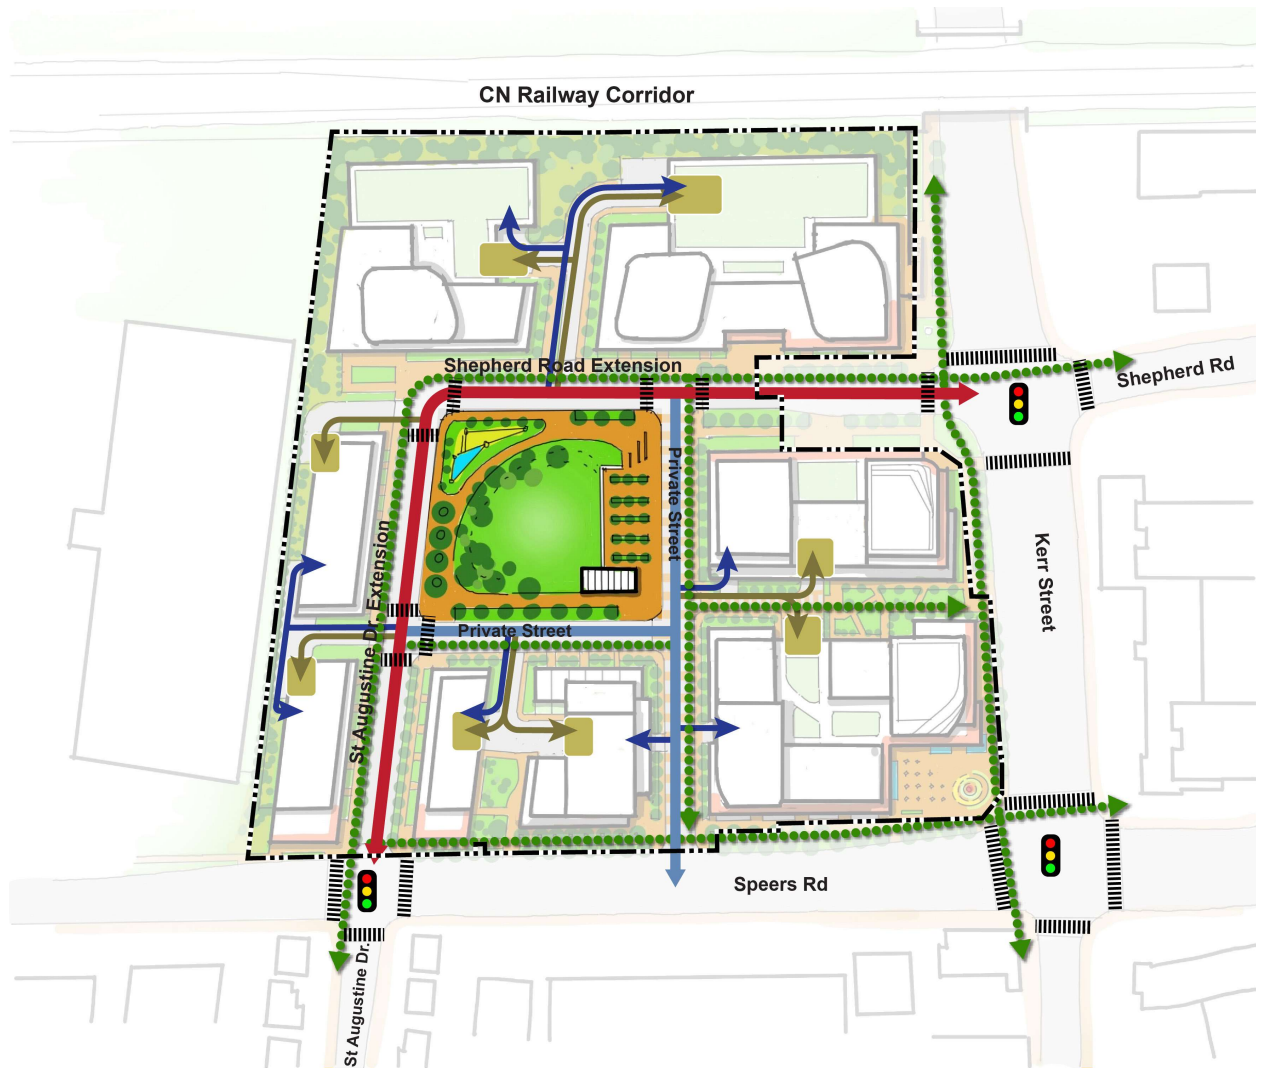 CN Railway Corridor
Shepherd Road Extension
Shepherd Rd
Private Street
Kerr Street
St Augustine Dr. Extension
Private Street
Speers Rd
St Augustine Dr.